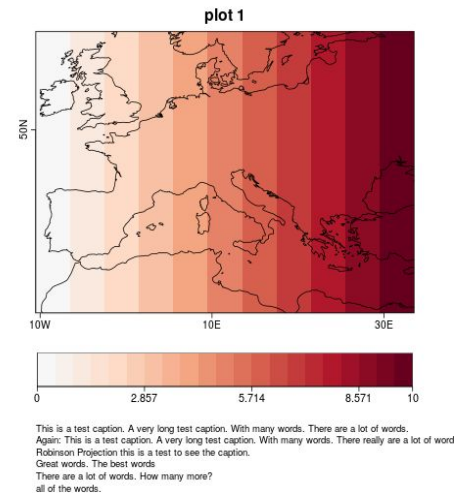 plot 1
50N
10W 10E 30E
0 2.857 5.714 8.571 10
This is a test caption. A very long test caption. With many words. There are a lot of words.
Again: This is a test caption. A very long test caption. With many words. There really are a lot of word
Robinson Projection this is a test to see the caption.
Great words. The best words
There are a lot of words. How many more?
all of the words.